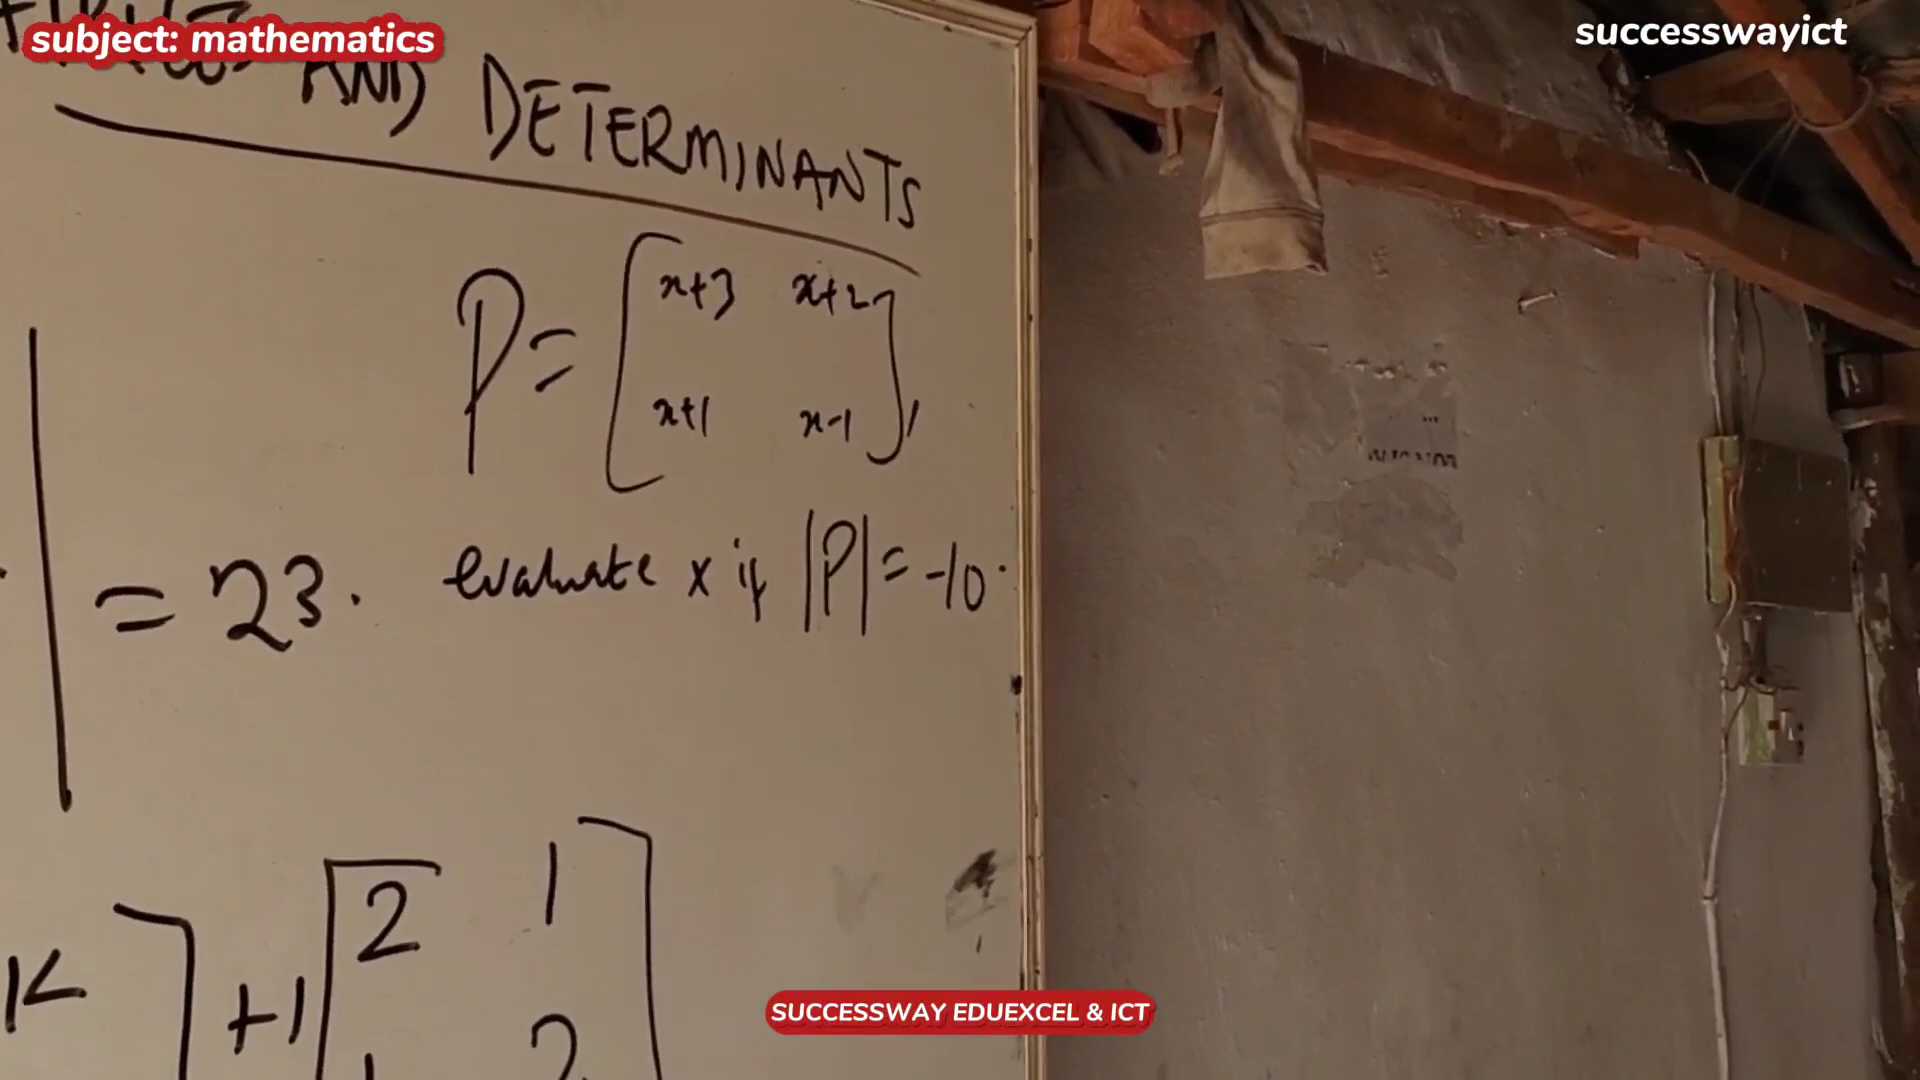 subject: mathematics
successwayict
AND DETERMINANTS
P = [x+3 x+2
x+1 x-1],
= 23. evaluate x if |P| = -10.
K ] +1 [2 1
2
SUCCESSWAY EDUEXCEL & ICT